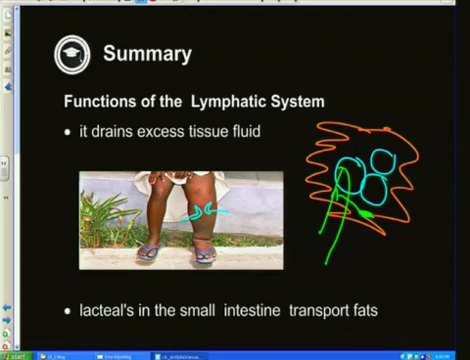 Summary
Functions of the Lymphatic System
• it drains excess tissue fluid
• lacteal's in the small intestine transport fats